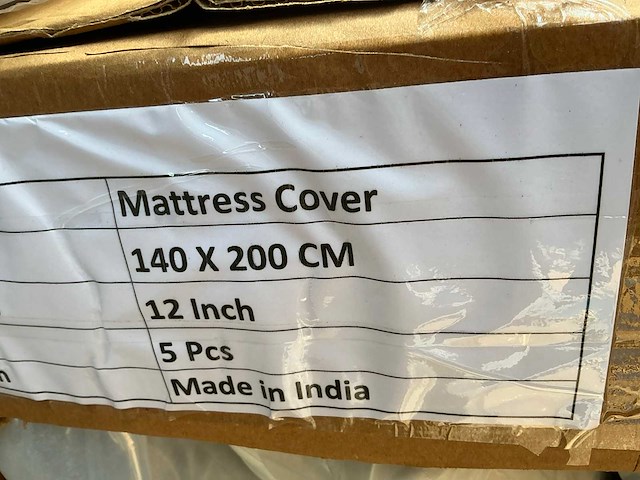 Mattress Cover
140 X 200 CM
12 Inch
5 Pcs
Made in India